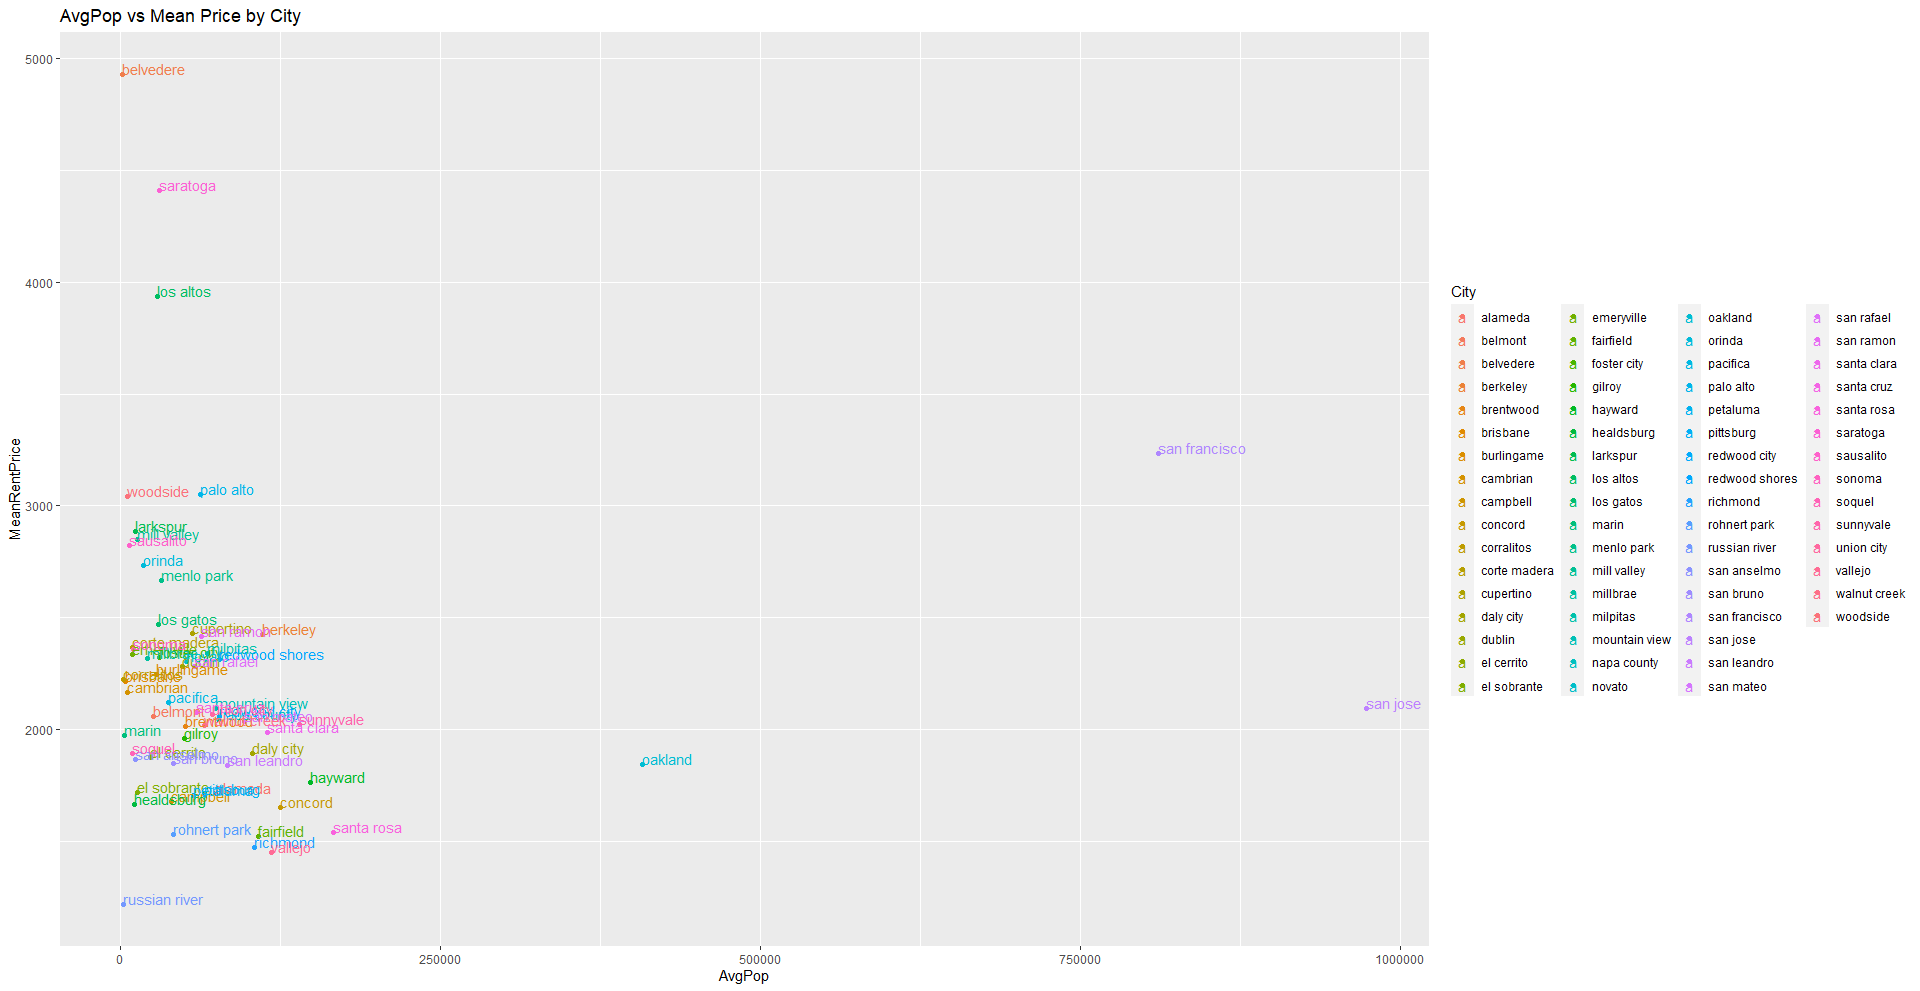 AvgPop vs Mean Price by City
5000
4000
3000
2000
MeanRentPrice
belvedere
saratoga
los altos
san francisco
woodside
palo alto
larkspur
mill valley
sausalito
orinda
menlo park
los gatos
cupertino
san ramon
berkeley
corte madera
milpitas
redwood shores
san rafael
burlingame
corralitos
brisbane
cambrian
pacifica
mountain view
san jose
belmont
brentwood
sunnyvale
santa clara
marin
gilroy
soquel
el cerrito
daly city
san anselmo
san bruno
san leandro
oakland
hayward
el sobrante
alameda
healdsburg
campbell
concord
rohnert park
fairfield
santa rosa
richmond
vallejo
russian river
0
250000
500000
750000
1000000
AvgPop
City
a alameda
a belmont
a belvedere
a berkeley
a brentwood
a brisbane
a burlingame
a cambrian
a campbell
a concord
a corralitos
a corte madera
a cupertino
a daly city
a dublin
a el cerrito
a el sobrante
a emeryville
a fairfield
a foster city
a gilroy
a hayward
a healdsburg
a larkspur
a los altos
a los gatos
a marin
a menlo park
a mill valley
a millbrae
a milpitas
a mountain view
a napa county
a novato
a oakland
a orinda
a pacifica
a palo alto
a petaluma
a pittsburg
a redwood city
a redwood shores
a richmond
a rohnert park
a russian river
a san anselmo
a san bruno
a san francisco
a san jose
a san leandro
a san mateo
a san rafael
a san ramon
a santa clara
a santa cruz
a santa rosa
a saratoga
a sausalito
a sonoma
a soquel
a sunnyvale
a union city
a vallejo
a walnut creek
a woodside